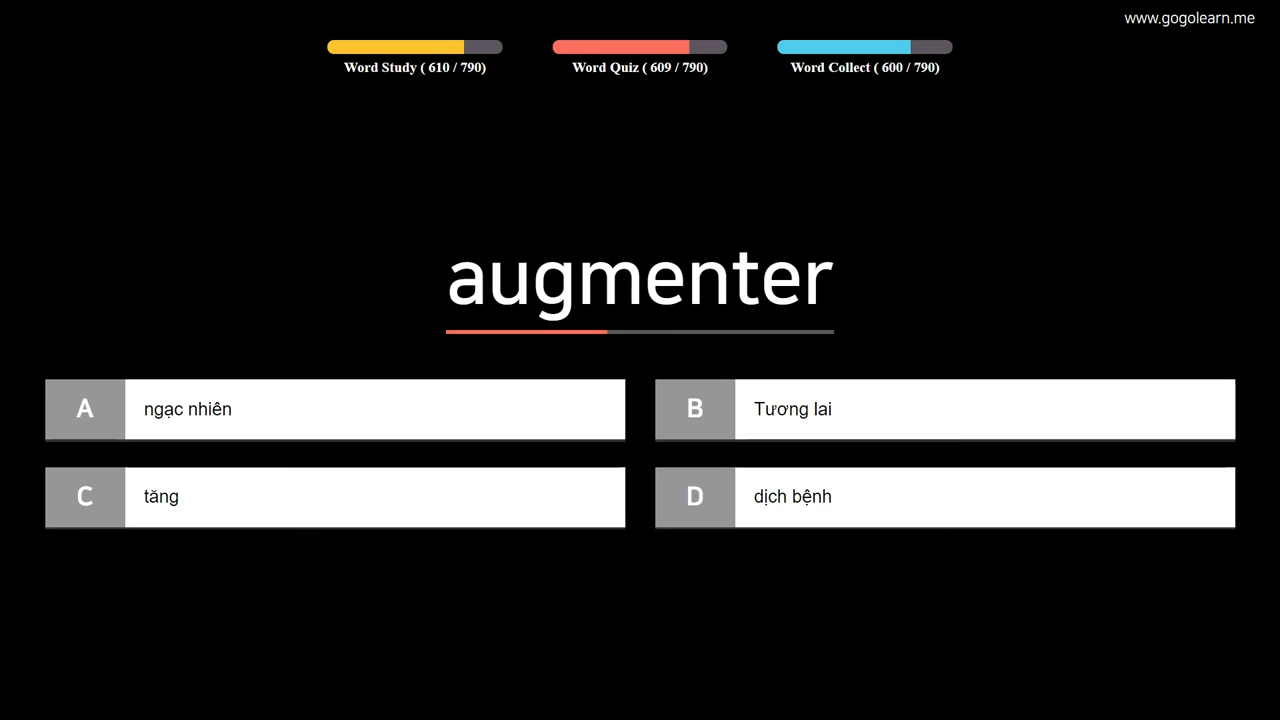 www.gogolearn.me
Word Study ( 610 / 790)
Word Quiz ( 609 / 790)
Word Collect ( 600 / 790)
augmenter
A ngạc nhiên
B Tương lai
C tăng
D dịch bệnh